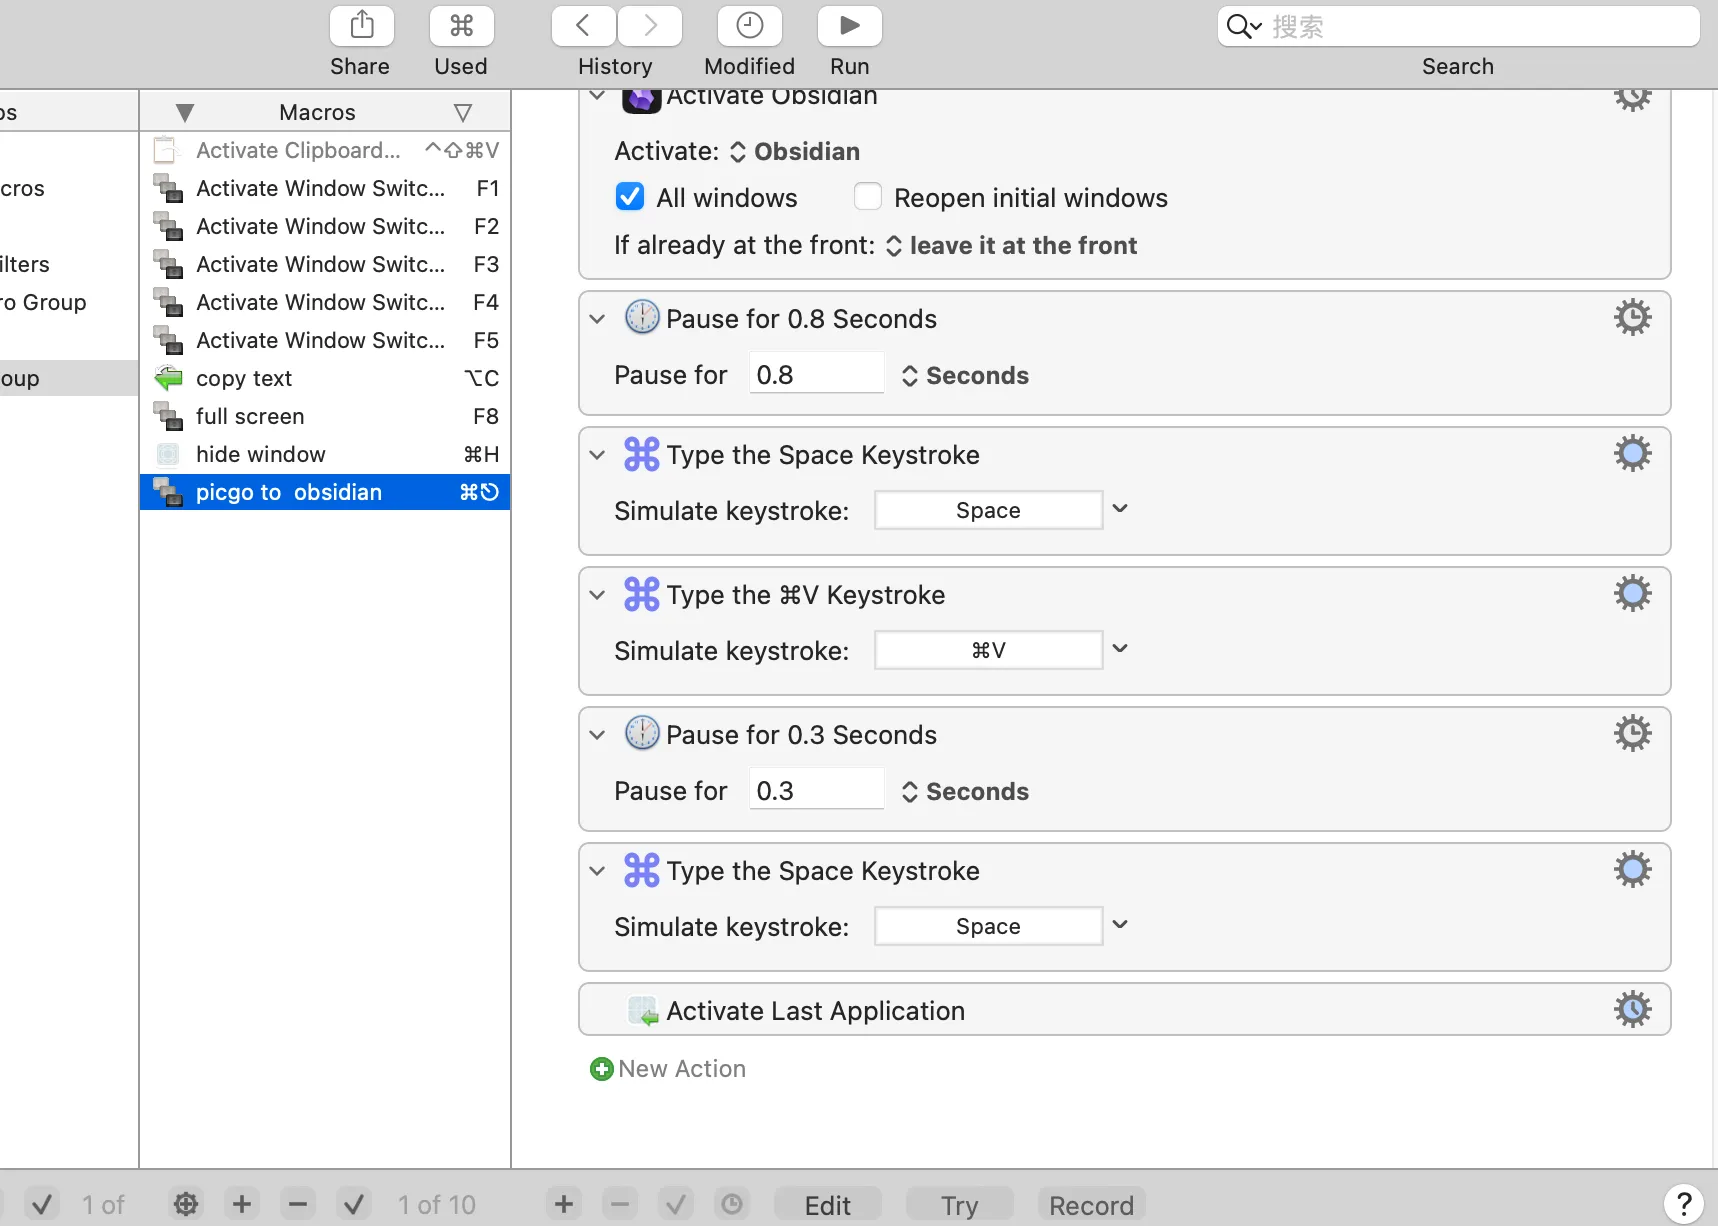 Share
Used
History
Modified
Run
搜索
Search
os
Macros
cros
ilters
ro Group
oup
Activate Clipboard... ^⇧⌘V
Activate Window Switc... F1
Activate Window Switc... F2
Activate Window Switc... F3
Activate Window Switc... F4
Activate Window Switc... F5
copy text ⌥C
full screen F8
hide window ⌘H
picgo to obsidian ⌘⎋
Activate Obsidian
Activate: Obsidian
All windows Reopen initial windows
If already at the front: leave it at the front
Pause for 0.8 Seconds
Pause for 0.8 Seconds
Type the Space Keystroke
Simulate keystroke: Space
Type the ⌘V Keystroke
Simulate keystroke: ⌘V
Pause for 0.3 Seconds
Pause for 0.3 Seconds
Type the Space Keystroke
Simulate keystroke: Space
Activate Last Application
New Action
1 of
1 of 10
Edit
Try
Record
?